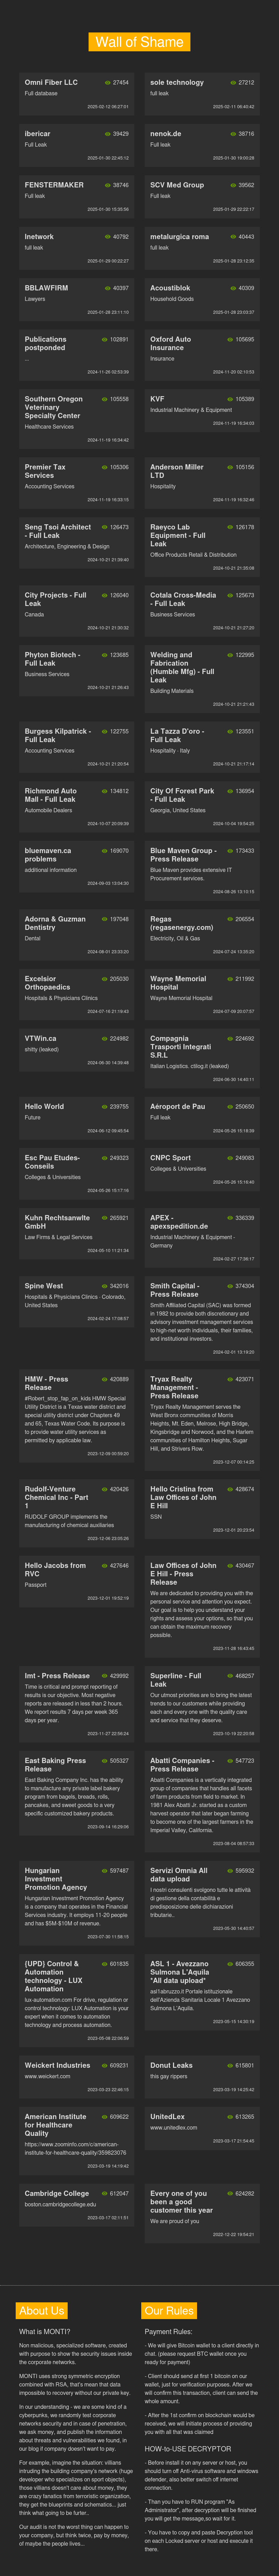 Wall of Shame
Omni Fiber LLC
27454
Full database
2025-02-12 06:27:01
sole technology
27212
full leak
2025-02-11 06:40:42
ibericar
39429
Full Leak
2025-01-30 22:45:12
nenok.de
38716
Full Leak
2025-01-30 19:00:28
FENSTERMAKER
38746
Full leak
2025-01-30 15:35:56
SCV Med Group
39562
Full leak
2025-01-29 22:22:17
Inetwork
40792
full leak
2025-01-29 00:22:27
metalurgica roma
40443
full leak
2025-01-28 23:12:35
BBLAWFIRM
40397
Lawyers
2025-01-28 23:11:10
Acoustiblok
40309
Household Goods
2025-01-28 23:03:37
Publications
postponded
102891
...
2024-11-26 02:53:39
Oxford Auto
Insurance
105695
Insurance
2024-11-20 02:10:53
Southern Oregon
Veterinary
Specialty Center
105558
Healthcare Services
2024-11-19 16:34:42
KVF
105389
Industrial Machinery & Equipment
2024-11-19 16:34:03
Premier Tax
Services
105306
Accounting Services
2024-11-19 16:33:15
Anderson Miller
LTD
105156
Hospitality
2024-11-19 16:32:46
Seng Tsoi Architect
- Full Leak
126473
Architecture, Engineering & Design
2024-10-21 21:39:40
Raeyco Lab
Equipment - Full
Leak
126178
Office Products Retail & Distribution
2024-10-21 21:35:08
City Projects - Full
Leak
126040
Canada
2024-10-21 21:30:32
Cotala Cross-Media
- Full Leak
125673
Business Services
2024-10-21 21:27:20
Phyton Biotech -
Full Leak
123685
Business Services
2024-10-21 21:26:43
Welding and
Fabrication
(Humble Mfg) - Full
Leak
122995
Building Materials
2024-10-21 21:21:43
Burgess Kilpatrick -
Full Leak
122755
Accounting Services
2024-10-21 21:20:54
La Tazza D'oro -
Full Leak
123551
Hospitality · Italy
2024-10-21 21:17:14
Richmond Auto
Mall - Full Leak
134812
Automobile Dealers
2024-10-07 20:09:39
City Of Forest Park
- Full Leak
136954
Georgia, United States
2024-10-04 19:54:25
bluemaven.ca
problems
169070
additional information
2024-09-03 13:04:30
Blue Maven Group -
Press Release
173433
Blue Maven provides extensive IT
Procurement services.
2024-08-26 12:10:15
Adorna & Guzman
Dentistry
197048
Dental
2024-08-01 23:33:20
Regas
(regasenergy.com)
206554
Electricity, Oil & Gas
2024-07-24 13:35:20
Excelsior
Orthopaedics
205030
Hospitals & Physicians Clinics
2024-07-16 21:19:43
Wayne Memorial
Hospital
211992
Wayne Memorial Hospital
2024-07-09 20:07:57
VTWin.ca
224982
shitty (leaked)
2024-06-30 14:39:48
Compagnia
Trasporti Integrati
S.R.L
224692
Italian Logistics. ctilog.it (leaked)
2024-06-30 14:40:11
Hello World
239755
Future
2024-06-12 09:45:54
Aéroport de Pau
250650
Full leak
2024-05-26 15:18:39
Esc Pau Etudes-
Conseils
249323
Colleges & Universities
2024-05-26 15:17:16
CNPC Sport
249083
Colleges & Universities
2024-05-26 15:16:40
Kuhn Rechtsanwlte
GmbH
265921
Law Firms & Legal Services
2024-05-10 11:21:34
APEX -
apexspedition.de
336339
Industrial Machinery & Equipment ·
Germany
2024-02-27 17:36:17
Spine West
342016
Hospitals & Physicians Clinics · Colorado,
United States
2024-02-24 17:08:57
Smith Capital -
Press Release
374304
Smith Affiliated Capital (SAC) was formed
in 1982 to provide both discretionary and
advisory investment management services
to high-net worth individuals, their families,
and institutional investors.
2024-02-01 13:19:20
HMW - Press
Release
420889
#Robert_stop_fap_on_kids HMW Special
Utility District is a Texas water district and
special utility district under Chapters 49
and 65, Texas Water Code. Its purpose is
to provide water utility services as
permitted by applicable law.
2023-12-09 00:59:20
Tryax Realty
Management -
Press Release
423071
Tryax Realty Management serves the
West Bronx communities of Morris
Heights, Mt. Eden, Melrose, High Bridge,
Kingsbridge and Norwood, and the Harlem
communities of Hamilton Heights, Sugar
Hill, and Strivers Row.
2023-12-07 00:14:25
Rudolf-Venture
Chemical Inc - Part
1
420426
RUDOLF GROUP implements the
manufacturing of chemical auxiliaries
2023-12-06 23:05:26
Hello Cristina from
Law Offices of John
E Hill
428674
SSN
2023-12-01 20:23:54
Hello Jacobs from
RVC
427646
Passport
2023-12-01 19:52:19
Law Offices of John
E Hill - Press
Release
430467
We are dedicated to providing you with the
personal service and attention you expect.
Our goal is to help you understand your
rights and assess your options, so that you
can obtain the maximum recovery
possible.
2023-11-28 16:43:45
Imt - Press Release
429992
Time is critical and prompt reporting of
results is our objective. Most negative
reports are released in less than 2 hours.
We report results 7 days per week 365
days per year.
2023-11-27 22:56:24
Superline - Full
Leak
468257
Our utmost priorities are to bring the latest
trends to our customers while providing
each and every one with the quality care
and service that they deserve.
2023-10-19 22:20:58
East Baking Press
Release
505327
East Baking Company Inc. has the ability
to manufacture any private label bakery
program from bagels, breads, rolls,
pancakes, and sweet goods to a very
specific customized bakery products.
2023-09-14 16:29:06
Abatti Companies -
Press Release
547723
Abatti Companies is a vertically integrated
group of companies that handles all facets
of farm products from field to market. In
1981 Alex Abatti Jr. started as a custom
harvest operator that later began farming
to become one of the largest farmers in the
Imperial Valley, California.
2023-08-04 08:57:33
Hungarian
Investment
Promotion Agency
597487
Hungarian Investment Promotion Agency
is a company that operates in the Financial
Services industry. It employs 11-20 people
and has $5M-$10M of revenue.
2023-07-30 11:58:15
Servizi Omnia All
data upload
595932
I nostri consulenti svolgono tutte le attività
di gestione della contabilità e
predisposizione delle dichiarazioni
tributarie..
2023-05-30 14:40:57
{UPD} Control &
Automation
technology - LUX
Automation
601835
lux-automation.com For drive, regulation or
control technology: LUX Automation is your
expert when it comes to automation
technology and process automation.
2023-05-08 22:06:59
ASL 1 - Avezzano
Sulmona L'Aquila
*All data upload*
606355
asl1abruzzo.it Portale istituzionale
dell'Azienda Sanitaria Locale 1 Avezzano
Sulmona L'Aquila.
2023-05-15 14:30:19
Weickert Industries
609231
www.weickert.com
2023-03-23 22:46:15
Donut Leaks
615801
this gay rippers
2023-03-19 14:25:42
American Institute
for Healthcare
Quality
609622
https://www.zoominfo.com/c/american-
institute-for-healthcare-quality/359823076
2023-03-19 14:19:42
UnitedLex
613265
www.unitedlex.com
2023-03-17 21:54:45
Cambridge College
612047
boston.cambridgecollege.edu
2023-03-17 02:11:51
Every one of you
been a good
customer this year
624282
We are proud of you
2022-12-22 19:54:21
About Us
What is MONTI?
Non malicious, specialized software, created
with purpose to show the security issues inside
the corporate networks.
MONTI uses strong symmetric encryption
combined with RSA, that's mean that data
impossible to recovery without our private key.
In our understanding - we are some kind of a
cyberpunks, we randomly test corporate
networks security and in case of penetration,
we ask money, and publish the information
about threats and vulnerabilities we found, in
our blog if company doesn't want to pay.
For example, imagine the situation: villians
intruding the building company's network (huge
developer who specializes on aport objects),
those villians doesn't care about money, they
are crazy fanatics from terroristic organization,
they get the blueprints and schematics... just
think what going to be furter..
Our audit is not the worst thing can happen to
your company, but think twice, pay by money,
of maybe the peoples lives...
Our Rules
Payment Rules:
- We will give Bitcoin wallet to a client directly in
chat. (please request BTC wallet once you
ready for payment)
- Client should send at first 1 bitcoin on our
wallet, just for verification purposes. After we
will confirm this transaction, client can send the
whole amount.
- After the 1st confirm on blockchain would be
received, we will initiate process of providing
you with all that was claimed
HOW-to-USE DECRYPTOR
- Before install it on any server or host, you
should turn off Anti-virus software and windows
defender, also better switch off internet
connection.
- Than you have to RUN program "As
Administrator", after decryption will be finished
you will get the message,so wait for it.
- You have to copy and paste Decryption tool
on each Locked server or host and execute it
there.